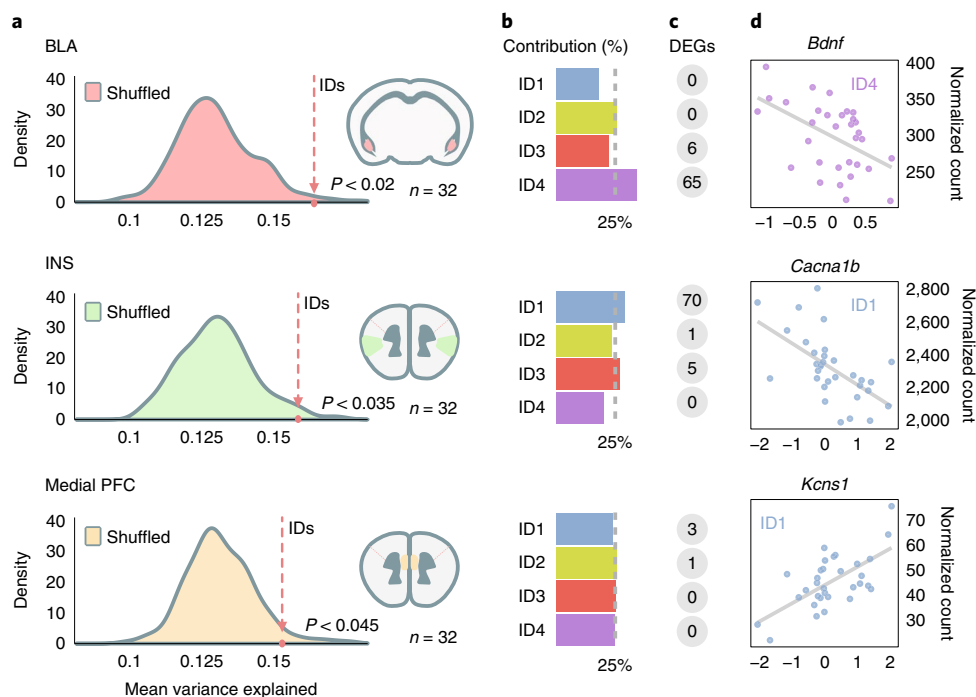 a
BLA
Density
40
30
20
10
0
Shuffled
IDs
P < 0.02
n = 32
0.1
0.125
0.15
INS
Density
40
30
20
10
0
Shuffled
IDs
P < 0.035
n = 32
0.1
0.125
0.15
Medial PFC
Density
40
30
20
10
0
Shuffled
IDs
P < 0.045
n = 32
0.1
0.125
0.15
Mean variance explained
b
Contribution (%)
ID1
ID2
ID3
ID4
25%
ID1
ID2
ID3
ID4
25%
ID1
ID2
ID3
ID4
25%
c
DEGs
0
0
6
65
70
1
5
0
3
1
0
0
d
Bdnf
ID4
400
350
300
250
Normalized count
-1
-0.5
0
0.5
Cacna1b
ID1
2,800
2,600
2,400
2,200
2,000
Normalized count
-2
-1
0
1
2
Kcns1
ID1
70
60
50
40
30
Normalized count
-2
-1
0
1
2